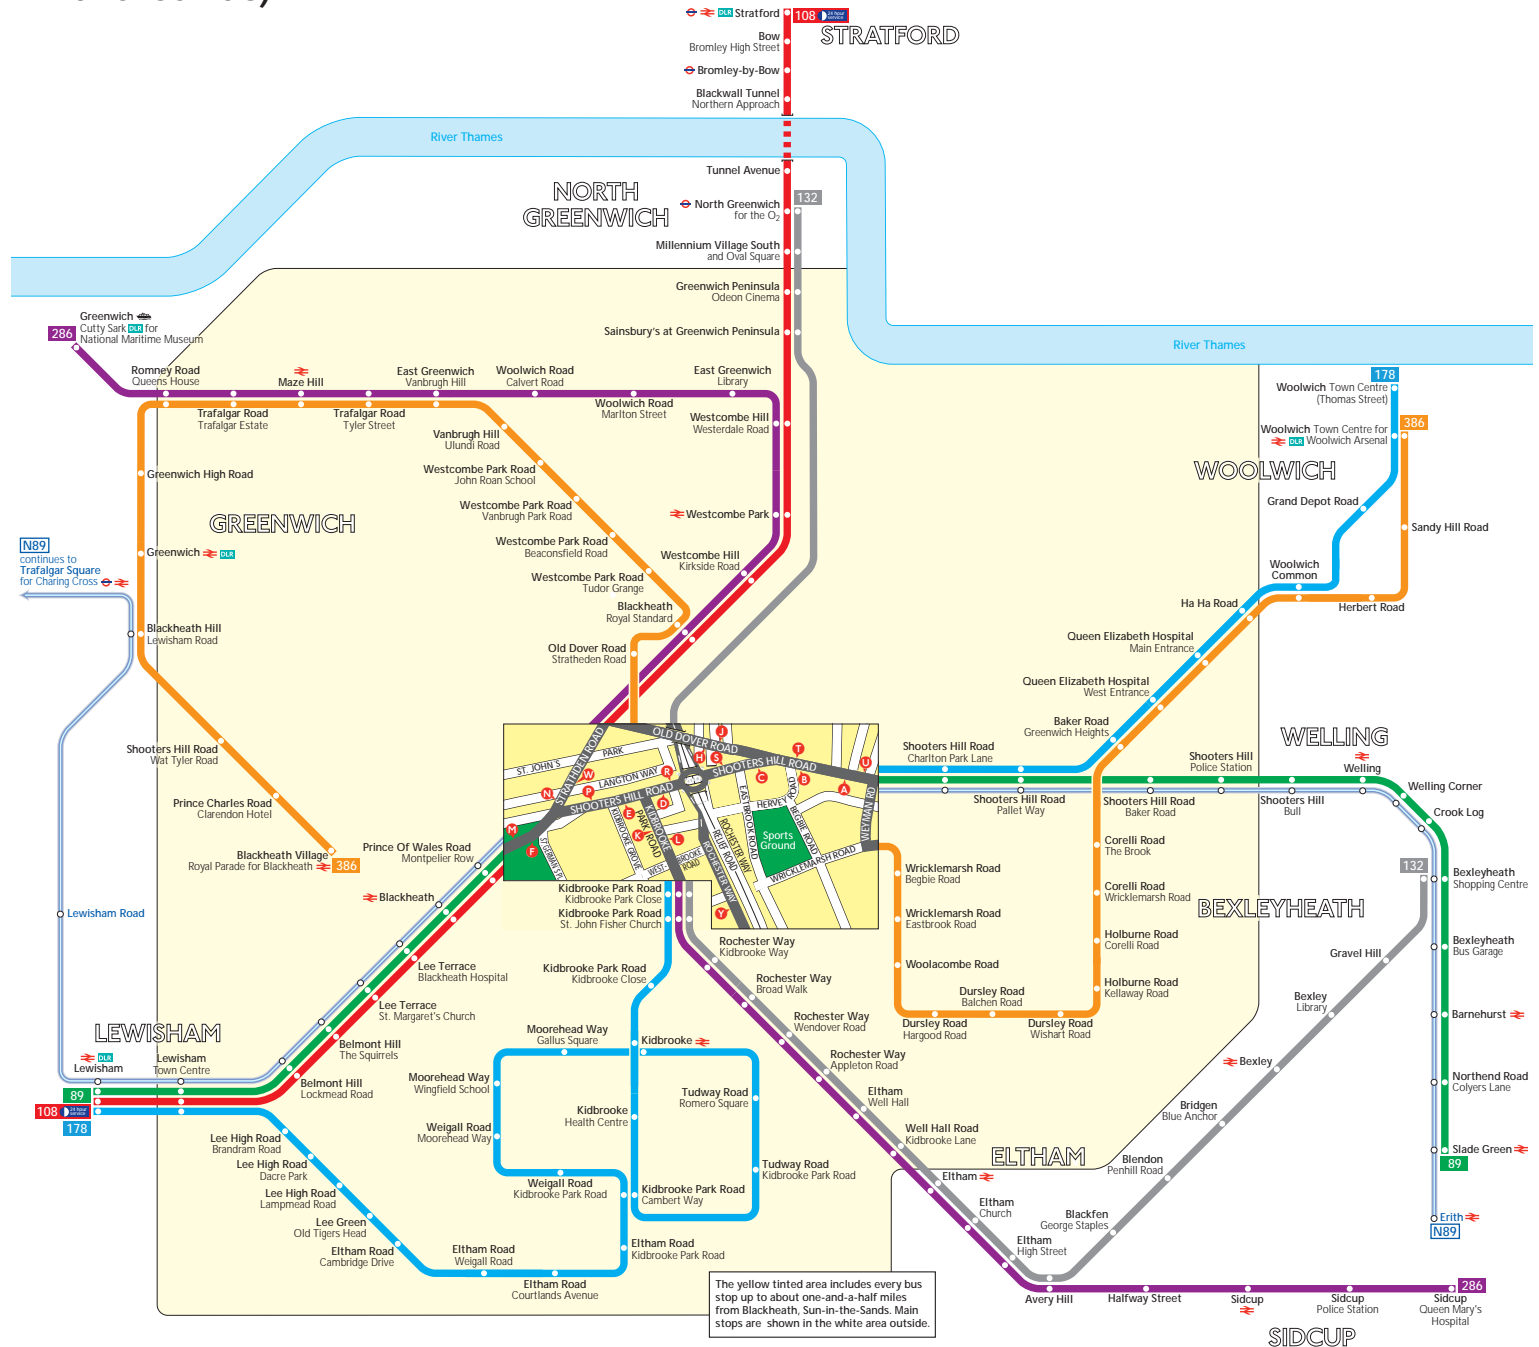 Stratford
108
24 hour
service
STRATFORD
Bow
Bromley High Street
Bromley-by-Bow
Blackwall Tunnel
Northern Approach
River Thames
Tunnel Avenue
NORTH
GREENWICH
132
North Greenwich
for the O2
Millennium Village South
and Oval Square
Greenwich Peninsula
Odeon Cinema
Sainsbury's at Greenwich Peninsula
River Thames
286
Greenwich
Cutty Sark DLR for
National Maritime Museum
Romney Road
Queens House
Maze Hill
East Greenwich
Vanbrugh Hill
Woolwich Road
Calvert Road
East Greenwich
Library
Trafalgar Road
Trafalgar Estate
Trafalgar Road
Tyler Street
Woolwich Road
Marlton Street
Westcombe Hill
Westerdale Road
Vanbrugh Hill
Ulundi Road
Westcombe Park Road
John Roan School
Westcombe Park Road
Vanbrugh Park Road
Westcombe Park
Westcombe Park Road
Beaconsfield Road
Westcombe Hill
Kirkside Road
Westcombe Park Road
Tudor Grange
Blackheath
Royal Standard
Old Dover Road
Stratheden Road
Greenwich High Road
GREENWICH
Greenwich DLR
N89
continues to
Trafalgar Square
for Charing Cross
Blackheath Hill
Lewisham Road
Shooters Hill Road
Wat Tyler Road
Prince Charles Road
Clarendon Hotel
Blackheath Village
Royal Parade for Blackheath
386
Prince Of Wales Road
Montpelier Row
Blackheath
Lewisham Road
Lee Terrace
Blackheath Hospital
Lee Terrace
St. Margaret's Church
Belmont Hill
The Squirrels
Belmont Hill
Lockmead Road
LEWISHAM
DLR
Lewisham
Lewisham
Town Centre
89
108
24 hour
service
178
Lee High Road
Brandram Road
Lee High Road
Dacre Park
Lee High Road
Lampmead Road
Lee Green
Old Tigers Head
Eltham Road
Cambridge Drive
Eltham Road
Weigall Road
Eltham Road
Courtlands Avenue
Eltham Road
Kidbrooke Park Road
Weigall Road
Kidbrooke Park Road
Weigall Road
Moorehead Way
Moorehead Way
Wingfield School
Moorehead Way
Gallus Square
Kidbrooke
Kidbrooke
Health Centre
Tudway Road
Romero Square
Tudway Road
Kidbrooke Park Road
Kidbrooke Park Road
Cambert Way
Kidbrooke Park Road
Kidbrooke Close
Kidbrooke Park Road
Kidbrooke Park Close
Kidbrooke Park Road
St. John Fisher Church
OLD DOVER ROAD
ST. JOHN'S PARK
STRATHDEN ROAD
LANGTON WAY
SHOOTERS HILL ROAD
SHOOTERS HILL ROAD
KIDBROOKE PARK ROAD
KIDBROOKE GROVE
ST GERMAN'S PL
WEST-BROOKE ROAD
ROCHESTER WAY
ROCHESTER WAY
RELIEF ROAD
EASTBROOK ROAD
HERVEY ROAD
BEGBIE ROAD
WRICKLEMARSH ROAD
WEYMAN RD
Sports
Ground
J
H
S
T
U
W
R
C
B
A
N
P
D
E
M
K
L
F
Y
Rochester Way
Kidbrooke Way
Rochester Way
Broad Walk
Rochester Way
Wendover Road
Rochester Way
Appleton Road
Eltham
Well Hall
Well Hall Road
Kidbrooke Lane
ELTHAM
Eltham
Eltham
Church
Eltham
High Street
Avery Hill
Halfway Street
Sidcup
Sidcup
Police Station
Sidcup
Queen Mary's
Hospital
286
SIDCUP
Blackfen
George Staples
Blendon
Penhill Road
Bridgen
Blue Anchor
Bexley
Bexley
Library
Gravel Hill
132
BEXLEYHEATH
Wricklemarsh Road
Begbie Road
Wricklemarsh Road
Eastbrook Road
Woolacombe Road
Dursley Road
Hargood Road
Dursley Road
Balchen Road
Dursley Road
Wishart Road
Holburne Road
Kellaway Road
Holburne Road
Corelli Road
Corelli Road
Wricklemarsh Road
Corelli Road
The Brook
Shooters Hill Road
Charlton Park Lane
Shooters Hill Road
Pallet Way
Shooters Hill Road
Baker Road
Shooters Hill
Police Station
Shooters Hill
Bull
WELLING
Welling
Welling Corner
Crook Log
Bexleyheath
Shopping Centre
Bexleyheath
Bus Garage
Barnehurst
Northend Road
Colyers Lane
Slade Green
89
Erith
N89
Baker Road
Greenwich Heights
Queen Elizabeth Hospital
West Entrance
Queen Elizabeth Hospital
Main Entrance
Ha Ha Road
Woolwich
Common
Herbert Road
Sandy Hill Road
Grand Depot Road
WOOLWICH
178
Woolwich Town Centre
(Thomas Street)
386
Woolwich Town Centre for
DLR Woolwich Arsenal
The yellow tinted area includes every bus
stop up to about one-and-a-half miles
from Blackheath, Sun-in-the-Sands. Main
stops are shown in the white area outside.